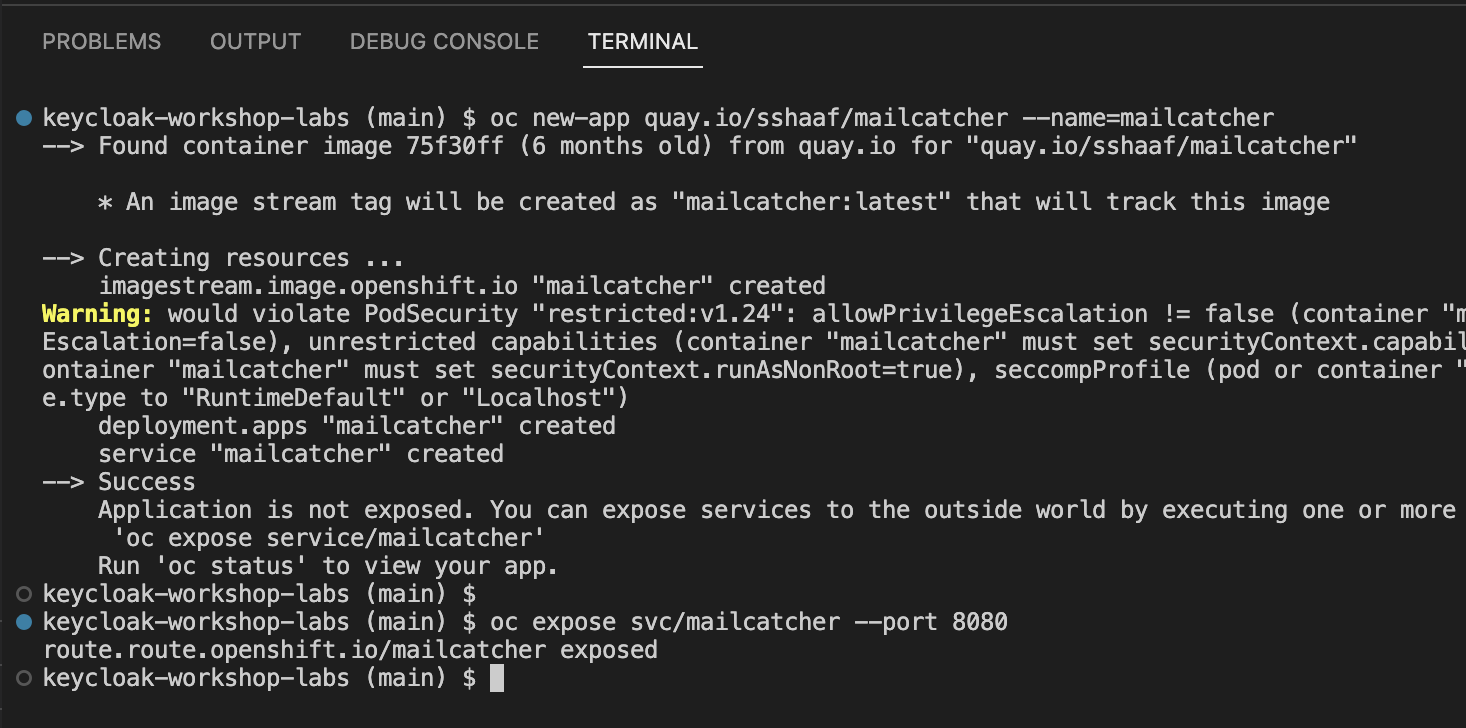 PROBLEMS OUTPUT DEBUG CONSOLE TERMINAL
keycloak-workshop-labs (main) $ oc new-app quay.io/sshaaf/mailcatcher --name=mailcatcher
--> Found container image 75f30ff (6 months old) from quay.io for "quay.io/sshaaf/mailcatcher"
* An image stream tag will be created as "mailcatcher:latest" that will track this image
--> Creating resources ...
imagestream.image.openshift.io "mailcatcher" created
Warning: would violate PodSecurity "restricted:v1.24": allowPrivilegeEscalation != false (container "m
Escalation=false), unrestricted capabilities (container "mailcatcher" must set securityContext.capabil
ontainer "mailcatcher" must set securityContext.runAsNonRoot=true), seccompProfile (pod or container "
e.type to "RuntimeDefault" or "Localhost")
deployment.apps "mailcatcher" created
service "mailcatcher" created
--> Success
Application is not exposed. You can expose services to the outside world by executing one or more
'oc expose service/mailcatcher'
Run 'oc status' to view your app.
keycloak-workshop-labs (main) $
keycloak-workshop-labs (main) $ oc expose svc/mailcatcher --port 8080
route.route.openshift.io/mailcatcher exposed
keycloak-workshop-labs (main) $